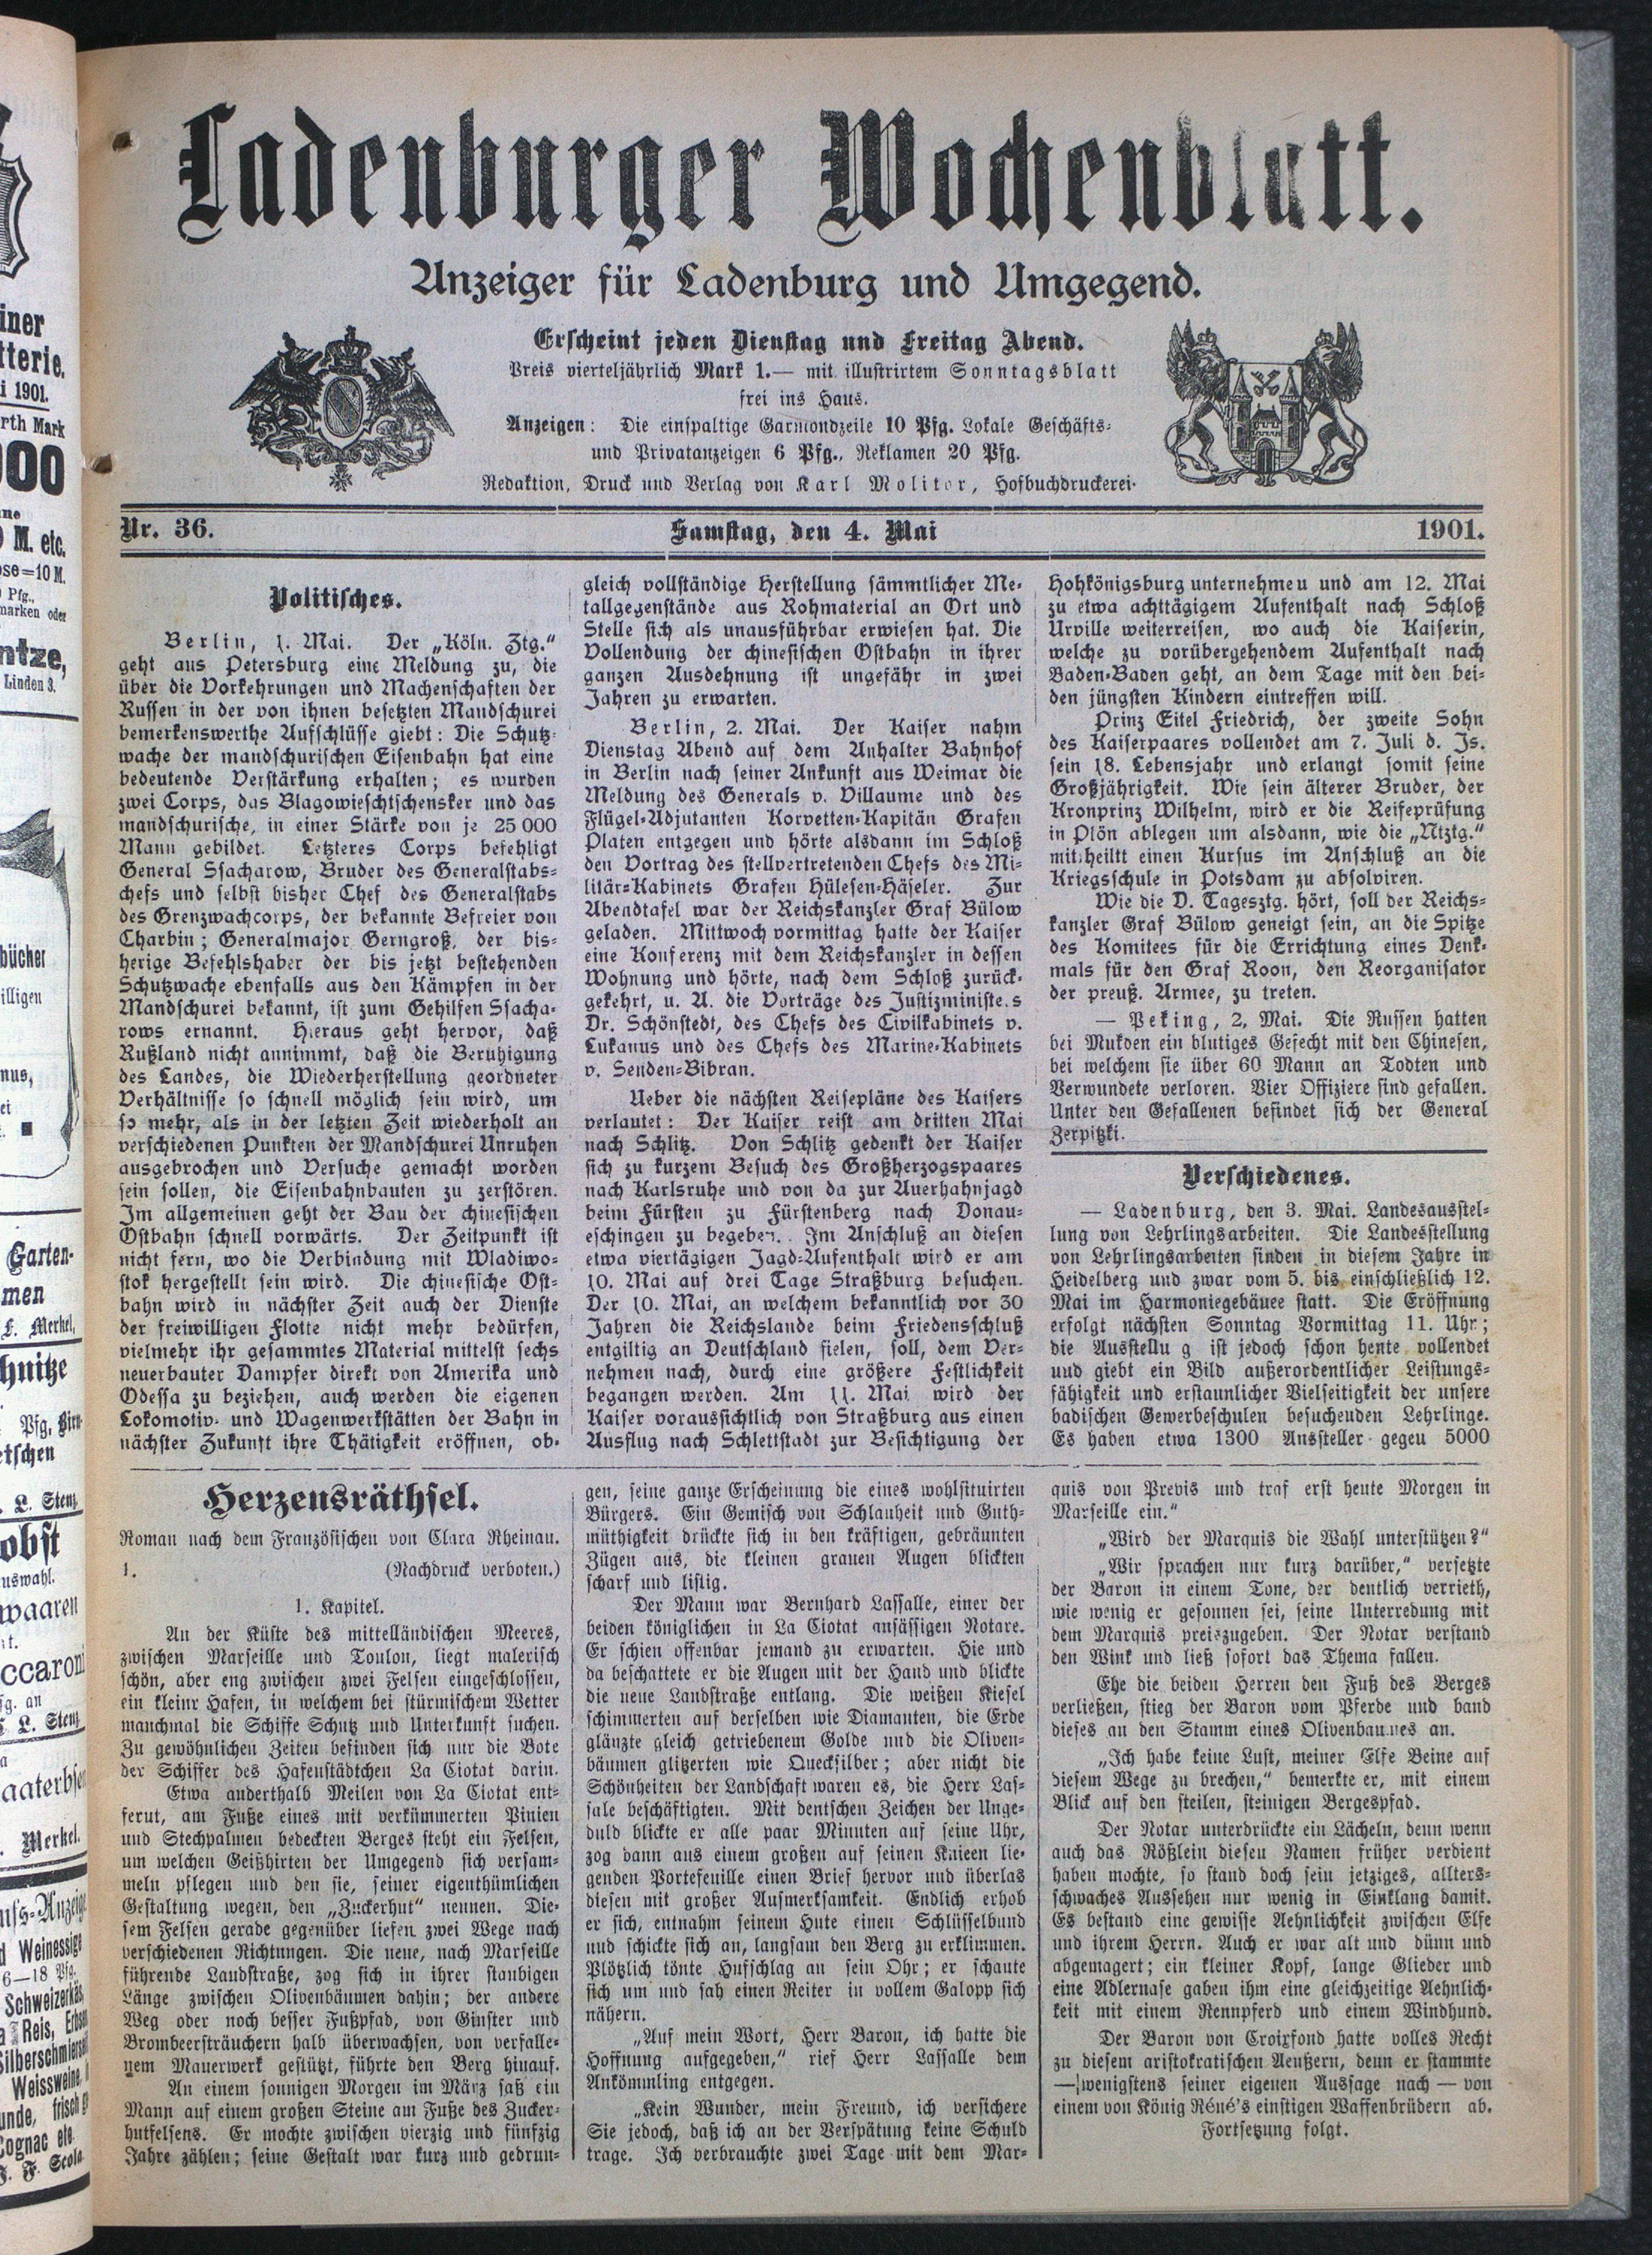 Ladenburger Wochenblatt.
Anzeiger für Ladenburg und Umgegend.
Erscheint jeden Dienstag und Freitag Abend.
Preis vierteljährlich Mark 1.— mit illustrirtem Sonntagsblatt
frei ins Haus.
Anzeigen: Die einspaltige Garmondzeile 10 Pfg. Lokale Geschäfts-
und Privatanzeigen 6 Pfg., Reklamen 20 Pfg.
Redaktion, Druck und Verlag von Karl Molitor, Hofbuchdruckerei.
Nr. 36.
Samstag, den 4. Mai
1901.
Politisches.
Berlin, 1. Mai. Der „Köln. Ztg.“
geht aus Petersburg eine Meldung zu, die
über die Vorkehrungen und Machenschaften der
Russen in der von ihnen besetzten Mandschurei
bemerkenswerthe Aufschlüsse giebt: Die Schutz-
wache der mandschurischen Eisenbahn hat eine
bedeutende Verstärkung erhalten; es wurden
zwei Corps, das Blagowieschtschensker und das
mandschurische, in einer Stärke von je 25 000
Mann gebildet. Letzteres Corps befehligt
General Ssacharow, Bruder des Generalstabs-
chefs und selbst bisher Chef des Generalstabs
des Grenzwachcorps, der bekannte Befreier von
Charbin; Generalmajor Gerngroß, der bis-
herige Befehlshaber der bis jetzt bestehenden
Schutzwache ebenfalls aus den Kämpfen in der
Mandschurei bekannt, ist zum Gehilfen Ssacha-
rows ernannt. Hieraus geht hervor, daß
Rußland nicht annimmt, daß die Beruhigung
des Landes, die Wiederherstellung geordneter
Verhältnisse so schnell möglich sein wird, um
so mehr, als in der letzten Zeit wiederholt an
verschiedenen Punkten der Mandschurei Unruhen
ausgebrochen und Versuche gemacht worden
sein sollen, die Eisenbahnbauten zu zerstören.
Im allgemeinen geht der Bau der chinesischen
Ostbahn schnell vorwärts. Der Zeitpunkt ist
nicht fern, wo die Verbindung mit Wladiwo-
stok hergestellt sein wird. Die chinesische Ost-
bahn wird in nächster Zeit auch der Dienste
der freiwilligen Flotte nicht mehr bedürfen,
vielmehr ihr gesammtes Material mittelst sechs
neuerbauter Dampfer direkt von Amerika und
Odessa zu beziehen, auch werden die eigenen
Lokomotiv- und Wagenwerkstätten der Bahn in
nächster Zukunft ihre Thätigkeit eröffnen, ob-
gleich vollständige Herstellung sämmtlicher Me-
tallgegenstände aus Rohmaterial an Ort und
Stelle sich als unausführbar erwiesen hat. Die
Vollendung der chinesischen Ostbahn in ihrer
ganzen Ausdehnung ist ungefähr in zwei
Jahren zu erwarten.
Berlin, 2. Mai. Der Kaiser nahm
Dienstag Abend auf dem Anhalter Bahnhof
in Berlin nach seiner Ankunft aus Weimar die
Meldung des Generals v. Villaume und des
Flügel-Adjutanten Korvetten-Kapitän Grafen
Platen entgegen und hörte alsdann im Schloß
den Vortrag des stellvertretenden Chefs des Mi-
litär-Kabinets Grafen Hülesen-Häseler. Zur
Abendtafel war der Reichskanzler Graf Bülow
geladen. Mittwoch vormittag hatte der Kaiser
eine Konferenz mit dem Reichskanzler in dessen
Wohnung und hörte, nach dem Schloß zurück-
gekehrt, u. A. die Vorträge des Justizministe.s
Dr. Schönstedt, des Chefs des Civilkabinets v.
Lukanus und des Chefs des Marine-Kabinets
v. Senden-Bibran.
Ueber die nächsten Reisepläne des Kaisers
verlautet: Der Kaiser reist am dritten Mai
nach Schlitz. Von Schlitz gedenkt der Kaiser
sich zu kurzem Besuch des Großherzogspaares
nach Karlsruhe und von da zur Auerhahnjagd
beim Fürsten zu Fürstenberg nach Donau-
eschingen zu begeben. Im Anschluß an diesen
etwa viertägigen Jagd-Aufenthalt wird er am
10. Mai auf drei Tage Straßburg besuchen.
Der 10. Mai, an welchem bekanntlich vor 30
Jahren die Reichslande beim Friedensschluß
entgiltig an Deutschland fielen, soll, dem Ver-
nehmen nach, durch eine größere Festlichkeit
begangen werden. Am 11. Mai wird der
Kaiser voraussichtlich von Straßburg aus einen
Ausflug nach Schlettstadt zur Besichtigung der
Hohkönigsburg unternehmeu und am 12. Mai
zu etwa achttägigem Aufenthalt nach Schloß
Urville weiterreisen, wo auch die Kaiserin,
welche zu vorübergehendem Aufenthalt nach
Baden-Baden geht, an dem Tage mit den bei-
den jüngsten Kindern eintreffen will.
Prinz Eitel Friedrich, der zweite Sohn
des Kaiserpaares vollendet am 7. Juli d. Js.
sein 18. Lebensjahr und erlangt somit seine
Großjährigkeit. Wie sein älterer Bruder, der
Kronprinz Wilhelm, wird er die Reifeprüfung
in Plön ablegen um alsdann, wie die „Ntztg.“
mittheiltt einen Kursus im Anschluß an die
Kriegsschule in Potsdam zu absolviren.
Wie die D. Tagesztg. hört, soll der Reichs-
kanzler Graf Bülow geneigt sein, an die Spitze
des Komitees für die Errichtung eines Denk-
mals für den Graf Roon, den Reorganisator
der preuß. Armee, zu treten.
— Peking, 2. Mai. Die Russen hatten
bei Mukden ein blutiges Gefecht mit den Chinesen,
bei welchem sie über 60 Mann an Todten und
Verwundete verloren. Vier Offiziere sind gefallen.
Unter den Gefallenen befindet sich der General
Zerpitzki.
Verschiedenes.
— Ladenburg, den 3. Mai. Landesausstel-
lung von Lehrlingsarbeiten. Die Landesstellung
von Lehrlingsarbeiten finden in diesem Jahre in
Heidelberg und zwar vom 5. bis einschließlich 12.
Mai im Harmoniegebäuee statt. Die Eröffnung
erfolgt nächsten Sonntag Vormittag 11. Uhr;
die Ausstellu g ist jedoch schon heute vollendet
und giebt ein Bild außerordentlicher Leistungs-
fähigkeit und erstaunlicher Vielseitigkeit der unsere
badischen Gewerbeschulen besuchenden Lehrlinge.
Es haben etwa 1300 Aussteller gegeu 5000
Herzensräthsel.
Roman nach dem Französischen von Clara Rheinau.
1. (Nachdruck verboten.)
1. Kapitel.
An der Küste des mittelländischen Meeres,
zwischen Marseille und Toulon, liegt malerisch
schön, aber eng zwischen zwei Felsen eingeschlossen,
ein kleinr Hafen, in welchem bei stürmischem Wetter
manchmal die Schiffe Schutz und Unterkunft suchen.
Zu gewöhnlichen Zeiten befinden sich nur die Bote
der Schiffer des Hafenstädtchen La Ciotat darin.
Etwa anderthalb Meilen von La Ciotat ent-
fernt, am Fuße eines mit verkümmerten Pinien
und Stechpalmen bedeckten Berges steht ein Felsen,
um welchen Geißhirten der Umgegend sich versam-
meln pflegen und den sie, seiner eigenthümlichen
Gestaltung wegen, den „Zuckerhut“ nennen. Die-
sem Felsen gerade gegenüber liefen zwei Wege nach
verschiedenen Richtungen. Die neue, nach Marseille
führende Landstraße, zog sich in ihrer staubigen
Länge zwischen Olivenbäumen dahin; der andere
Weg oder noch besser Fußpfad, von Ginster und
Brombeersträuchern halb überwachsen, von verfalle-
nem Mauerwerk gestützt, führte den Berg hinauf.
An einem sonnigen Morgen im März saß ein
Mann auf einem großen Steine am Fuße des Zucker-
hutfelsens. Er mochte zwischen vierzig und fünfzig
Jahre zählen; seine Gestalt war kurz und gedrun-
gen, seine ganze Erscheinung die eines wohlsituirten
Bürgers. Ein Gemisch von Schlauheit und Guth-
müthigkeit drückte sich in den kräftigen, gebräunten
Zügen aus, die kleinen grauen Augen blickten
scharf und listig.
Der Mann war Bernhard Lassalle, einer der
beiden königlichen in La Ciotat ansässigen Notare.
Er schien offenbar jemand zu erwarten. Hie und
da beschattete er die Augen mit der Hand und blickte
die neue Landstraße entlang. Die weißen Kiesel
schimmerten auf derselben wie Diamanten, die Erde
glänzte gleich getriebenem Golde und die Oliven-
bäumen glitzerten wie Quecksilber; aber nicht die
Schönheiten der Landschaft waren es, die Herr Las-
sale beschäftigten. Mit deutschen Zeichen der Unge-
duld blickte er alle paar Minuten auf seine Uhr,
zog dann aus einem großen auf seinen Knieen lie-
genden Portefeuille einen Brief hervor und überlas
diesen mit großer Ausmerksamkeit. Endlich erhob
er sich, entnahm seinem Hute einen Schlüsselbund
und schickte sich an, langsam den Berg zu erklimmen.
Plötzlich tönte Hufschlag an sein Ohr; er schaute
sich um und sah einen Reiter in vollem Galopp sich
nähern.
„Auf mein Wort, Herr Baron, ich hatte die
Hoffnung aufgegeben,“ rief Herr Lassalle dem
Ankömmling entgegen.
„Kein Wunder, mein Freund, ich versichere
Sie jedoch, daß ich an der Verspätung keine Schuld
trage. Ich verbrauchte zwei Tage mit dem Mar-
quis von Previs und traf erst heute Morgen in
Marseille ein.“
„Wird der Marquis die Wahl unterstützen?“
„Wir sprachen nur kurz darüber,“ versetzte
der Baron in einem Tone, der deutlich verrieth,
wie wenig er gesonnen sei, seine Unterredung mit
dem Marquis preiszugeben. Der Notar verstand
den Wink und ließ sofort das Thema fallen.
Ehe die beiden Herren den Fuß des Berges
verließen, stieg der Baron vom Pferde und band
dieses an den Stamm eines Olivenbaumes an.
„Ich habe keine Lust, meiner Elfe Beine auf
diesem Wege zu brechen,“ bemerkte er, mit einem
Blick auf den steilen, steinigen Bergespfad.
Der Notar unterdrückte ein Lächeln, denn wenn
auch das Rößlein diesen Namen früher verdient
haben mochte, so stand doch sein jetziges, allters-
schwaches Aussehen nur wenig in Einklang damit.
Es bestand eine gewisse Aehnlichkeit zwischen Elfe
und ihrem Herrn. Auch er war alt und dünn und
abgemagert; ein kleiner Kopf, lange Glieder und
eine Adlernase gaben ihm eine gleichzeitige Aehnlich-
keit mit einem Rennpferd und einem Windhund.
Der Baron von Croixfond hatte volles Recht
zu diesem aristokratischen Aeußern, denn er stammte
— wenigstens seiner eigenen Aussage nach — von
einem von König Réné's einstigen Waffenbrüdern ab.
Fortsetzung folgt.